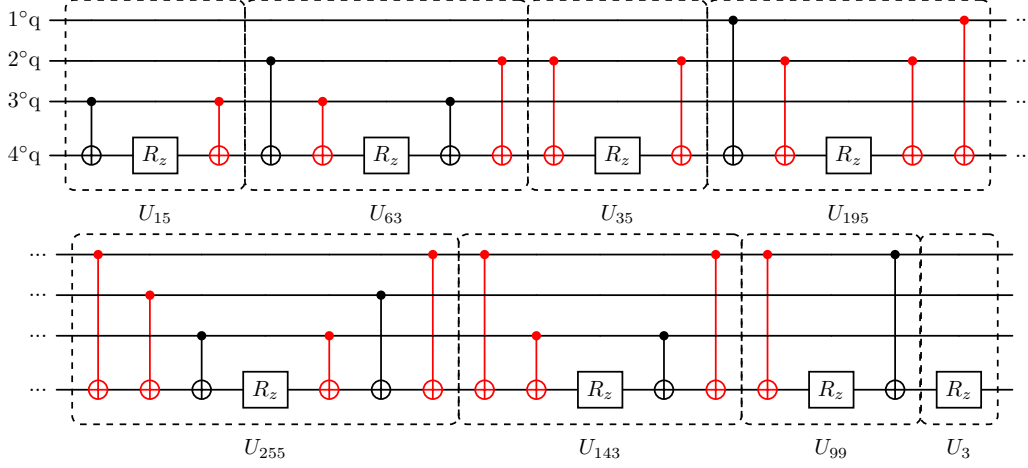 1°q ...
2°q ...
3°q ...
4°q R_z R_z R_z R_z ...
U_15 U_63 U_35 U_195
...
...
...
... R_z R_z R_z R_z
U_255 U_143 U_99 U_3